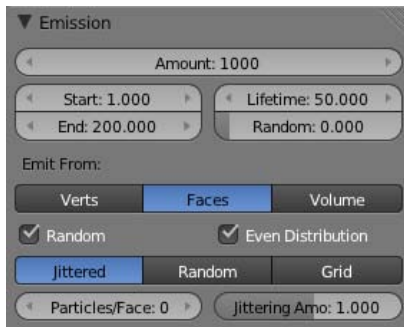 Emission
Amount: 1000
Start: 1.000 Lifetime: 50.000
End: 200.000 Random: 0.000
Emit From:
Verts Faces Volume
Random Even Distribution
Jittered Random Grid
Particles/Face: 0 Jittering Amo: 1.000